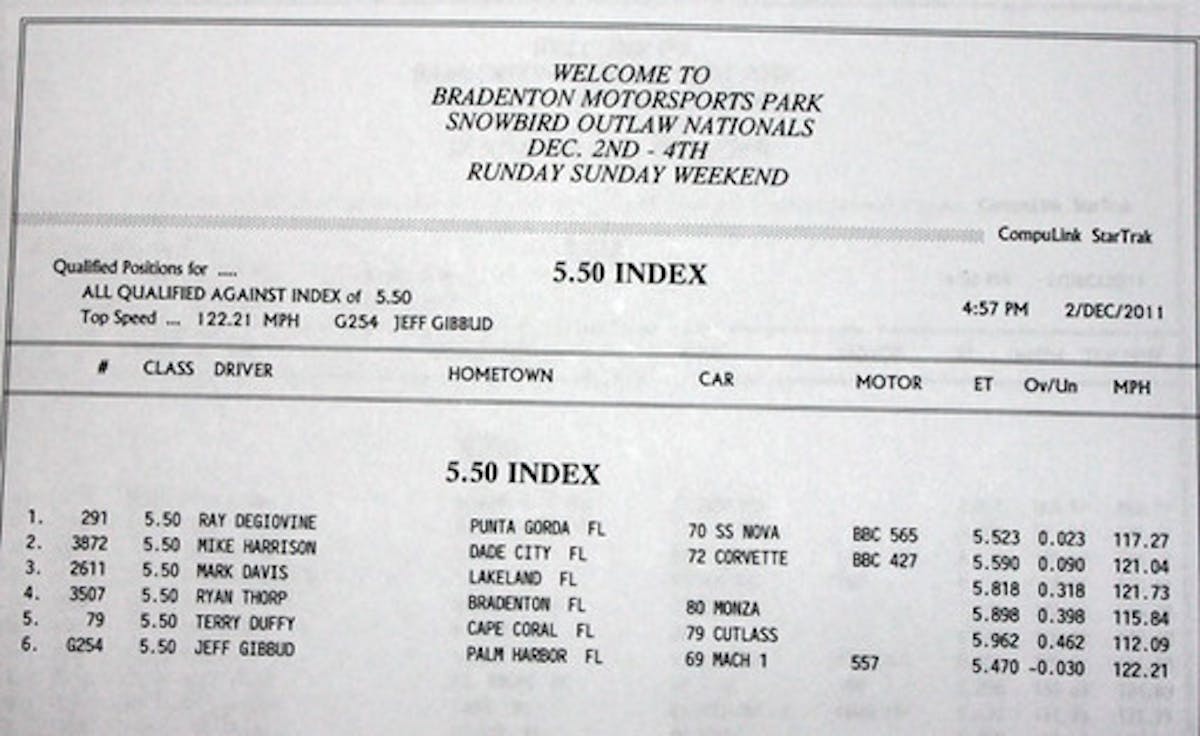 WELCOME TO
BRADENTON MOTORSPORTS PARK
SNOWBIRD OUTLAW NATIONALS
DEC. 2ND - 4TH
RUNDAY SUNDAY WEEKEND
CompuLink StarTrak
Qualified Positions for .... 5.50 INDEX
ALL QUALIFIED AGAINST INDEX of 5.50 4:57 PM 2/DEC/2011
Top Speed ... 122.21 MPH G254 JEFF GIBBUD
# CLASS DRIVER HOMETOWN CAR MOTOR ET Ov/Un MPH
5.50 INDEX
1. 291 5.50 RAY DEGIOVINE PUNTA GORDA FL 70 SS NOVA BBC 565 5.523 0.023 117.27
2. 3872 5.50 MIKE HARRISON DADE CITY FL 72 CORVETTE BBC 427 5.590 0.090 121.04
3. 2611 5.50 MARK DAVIS LAKELAND FL 5.818 0.318 121.73
4. 3507 5.50 RYAN THORP BRADENTON FL 80 MONZA 5.898 0.398 115.84
5. 79 5.50 TERRY DUFFY CAPE CORAL FL 79 CUTLASS 5.962 0.462 112.09
6. G254 5.50 JEFF GIBBUD PALM HARBOR FL 69 MACH 1 557 5.470 -0.030 122.21